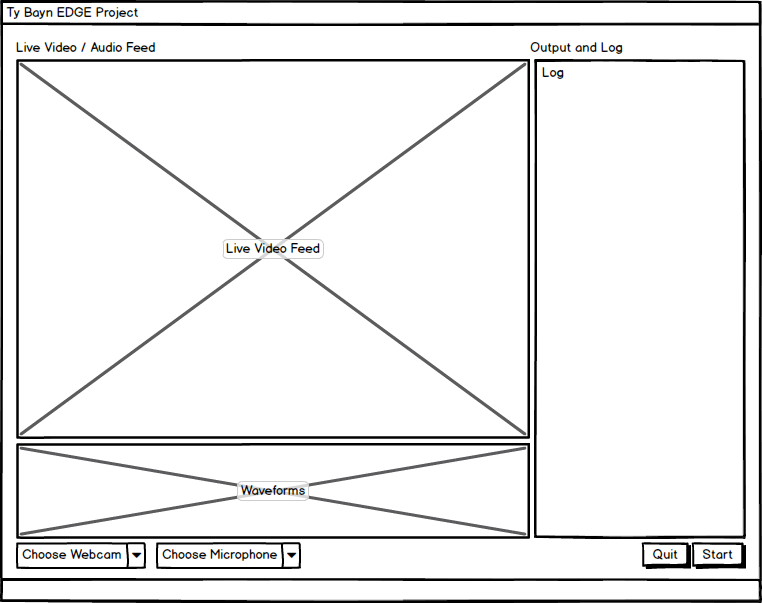 Ty Bayn EDGE Project
Live Video / Audio Feed
Output and Log
Log
Live Video Feed
Waveforms
Choose Webcam
Choose Microphone
Quit
Start